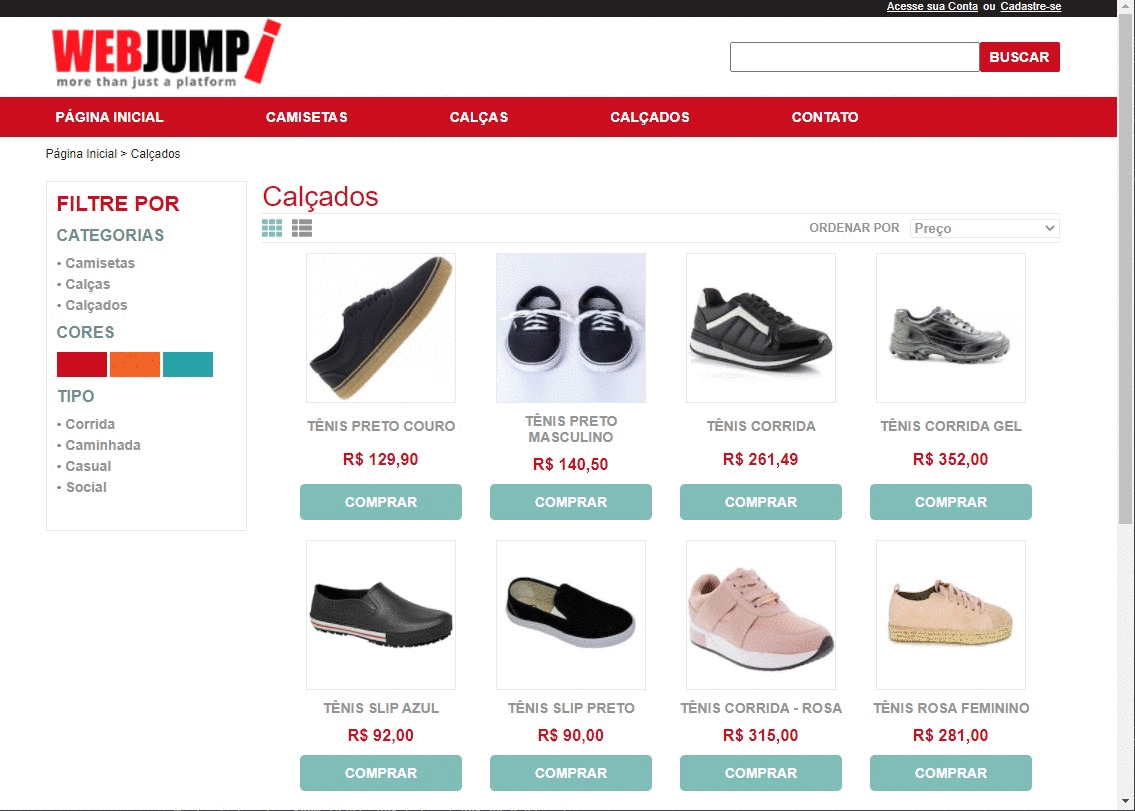 Acesse sua Conta ou Cadastre-se
WEBJUMP!
more than just a platform
BUSCAR
PÁGINA INICIAL CAMISETAS CALÇAS CALÇADOS CONTATO
Página Inicial > Calçados
FILTRE POR
CATEGORIAS
• Camisetas
• Calças
• Calçados
CORES
TIPO
• Corrida
• Caminhada
• Casual
• Social
Calçados
ORDENAR POR Preço
TÊNIS PRETO COURO
R$ 129,90
COMPRAR
TÊNIS PRETO
MASCULINO
R$ 140,50
COMPRAR
TÊNIS CORRIDA
R$ 261,49
COMPRAR
TÊNIS CORRIDA GEL
R$ 352,00
COMPRAR
TÊNIS SLIP AZUL
R$ 92,00
COMPRAR
TÊNIS SLIP PRETO
R$ 90,00
COMPRAR
TÊNIS CORRIDA - ROSA
R$ 315,00
COMPRAR
TÊNIS ROSA FEMININO
R$ 281,00
COMPRAR